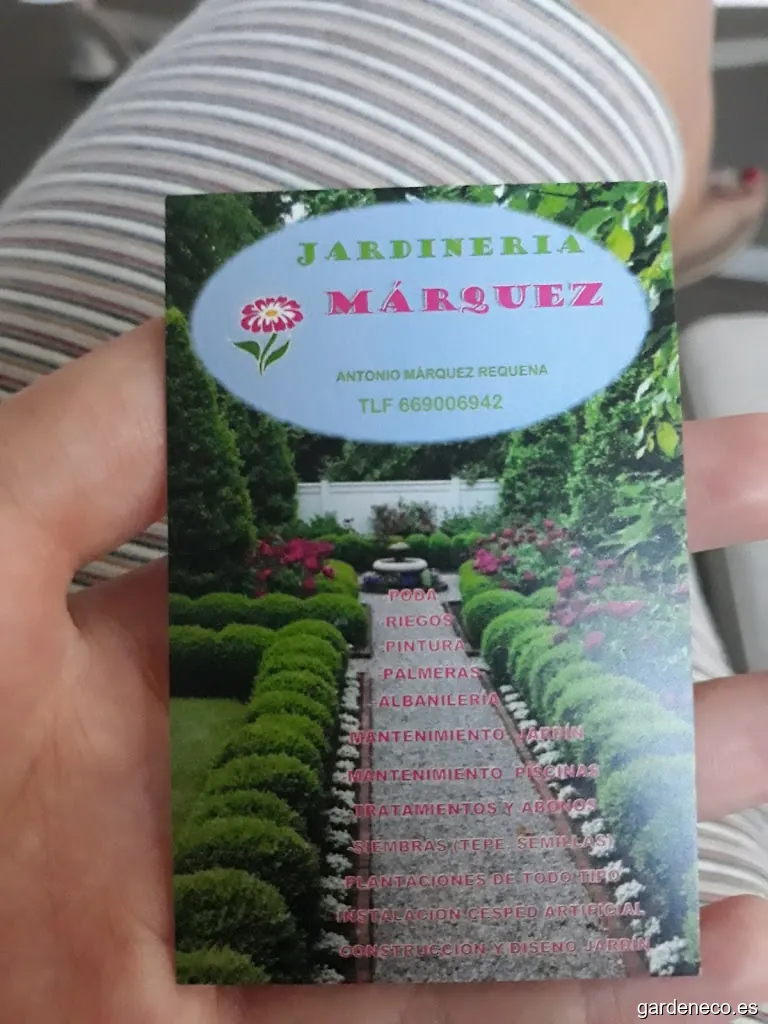 JARDINERIA
MÁRQUEZ
ANTONIO MÁRQUEZ REQUENA
TLF 669006942
PODA
RIEGOS
PINTURA
PALMERAS
ALBANILERIA
MANTENIMIENTO JARDIN
MANTENIMIENTO PISCINAS
TRATAMIENTOS Y ABONOS
SIEMBRAS (TEPE- SEMILLAS)
PLANTACIONES DE TODO TIPO
INSTALACION CESPED ARTIFICIAL
CONSTRUCCION Y DISEÑO JARDIN
gardeneco.es